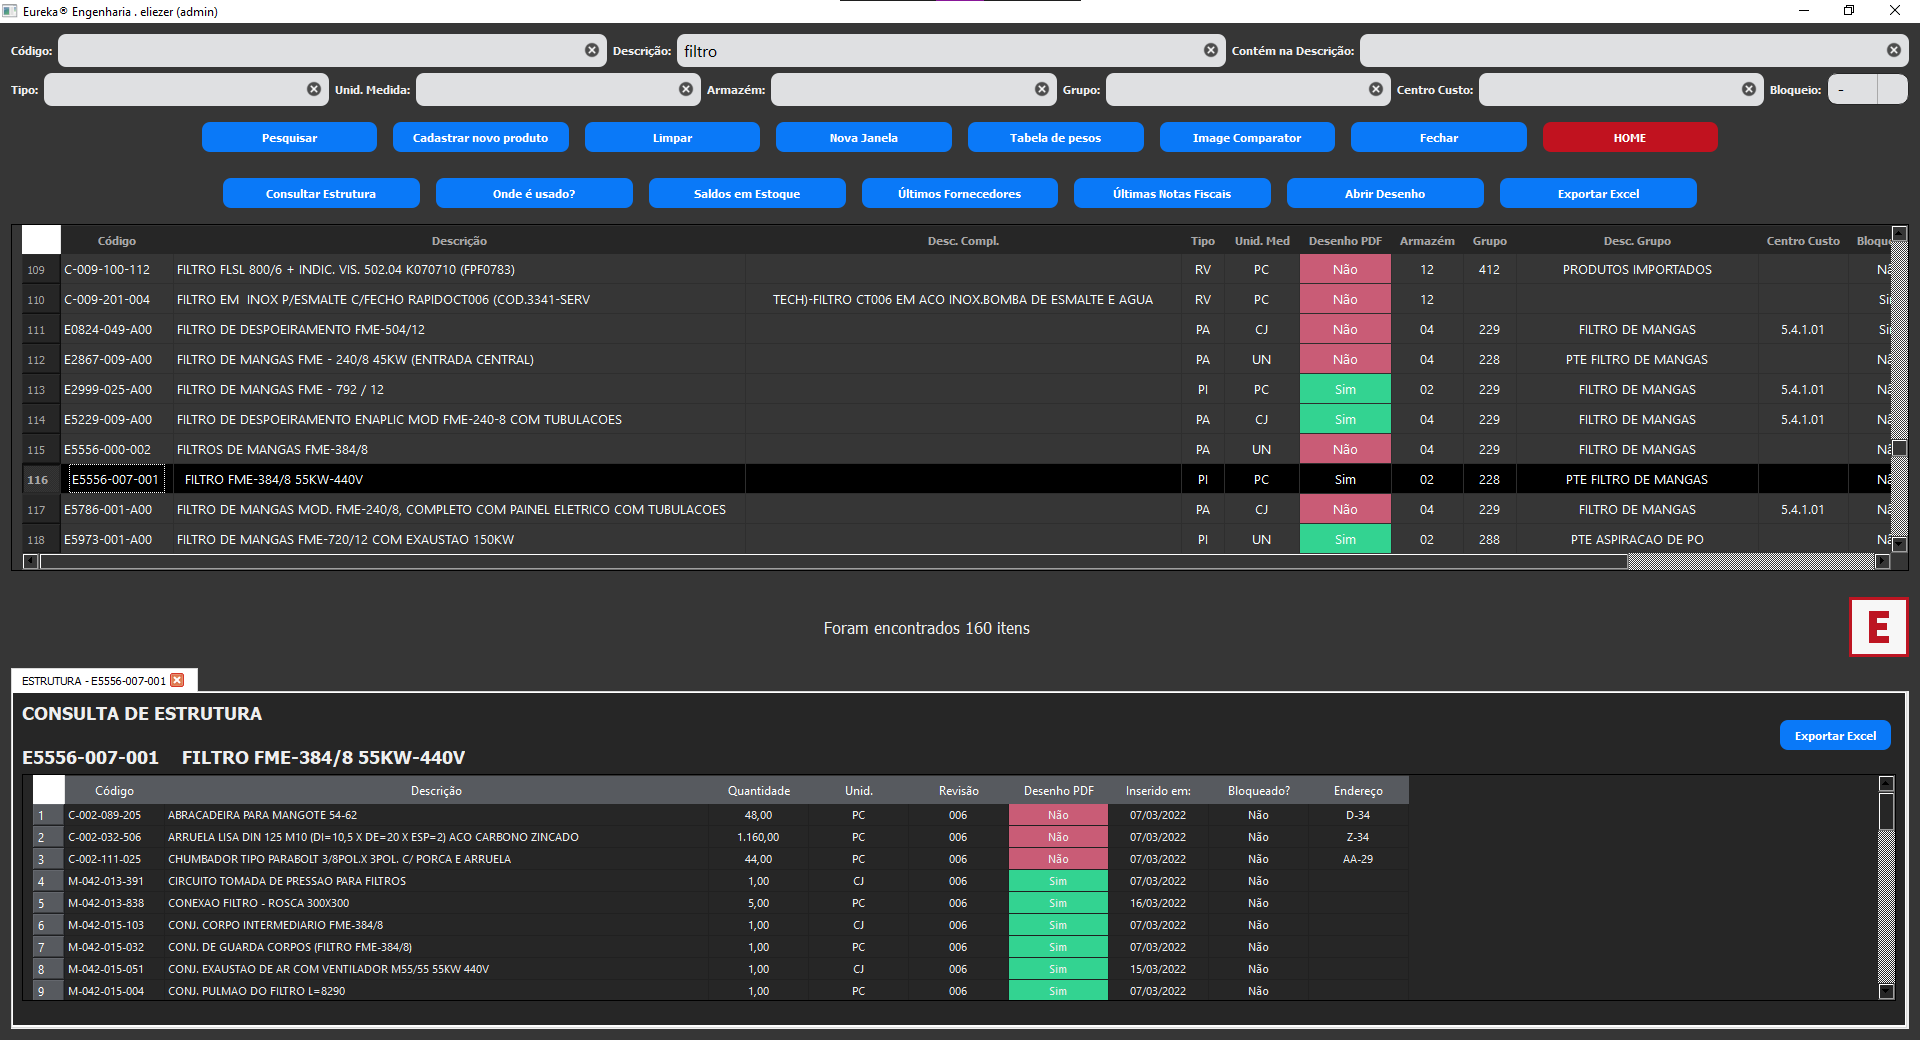 Eureka® Engenharia . eliezer (admin)
Código: Descrição: filtro Contém na Descrição:
Tipo: Unid. Medida: Armazém: Grupo: Centro Custo: Bloqueio: -
Pesquisar Cadastrar novo produto Limpar Nova Janela Tabela de pesos Image Comparator Fechar HOME
Consultar Estrutura Onde é usado? Saldos em Estoque Últimos Fornecedores Últimas Notas Fiscais Abrir Desenho Exportar Excel
Código Descrição Desc. Compl. Tipo Unid. Med Desenho PDF Armazém Grupo Desc. Grupo Centro Custo Bloque
109 C-009-100-112 FILTRO FLSL 800/6 + INDIC. VIS. 502.04 K070710 (FPF0783) RV PC Não 12 412 PRODUTOS IMPORTADOS Nã
110 C-009-201-004 FILTRO EM INOX P/ESMALTE C/FECHO RAPIDOCT006 (COD.3341-SERV TECH)-FILTRO CT006 EM ACO INOX.BOMBA DE ESMALTE E AGUA RV PC Não 12 Si
111 E0824-049-A00 FILTRO DE DESPOEIRAMENTO FME-504/12 PA CJ Não 04 229 FILTRO DE MANGAS 5.4.1.01 Si
112 E2867-009-A00 FILTRO DE MANGAS FME - 240/8 45KW (ENTRADA CENTRAL) PA UN Não 04 228 PTE FILTRO DE MANGAS Nã
113 E2999-025-A00 FILTRO DE MANGAS FME - 792 / 12 PI PC Sim 02 229 FILTRO DE MANGAS 5.4.1.01 Nã
114 E5229-009-A00 FILTRO DE DESPOEIRAMENTO ENAPLIC MOD FME-240-8 COM TUBULACOES PA CJ Sim 04 229 FILTRO DE MANGAS 5.4.1.01 Nã
115 E5556-000-002 FILTROS DE MANGAS FME-384/8 PA UN Não 04 229 FILTRO DE MANGAS Nã
116 E5556-007-001 FILTRO FME-384/8 55KW-440V PI PC Sim 02 228 PTE FILTRO DE MANGAS Nã
117 E5786-001-A00 FILTRO DE MANGAS MOD. FME-240/8, COMPLETO COM PAINEL ELETRICO COM TUBULACOES PA CJ Não 04 229 FILTRO DE MANGAS 5.4.1.01 Nã
118 E5973-001-A00 FILTRO DE MANGAS FME-720/12 COM EXAUSTAO 150KW PI UN Sim 02 288 PTE ASPIRACAO DE PO Nã
Foram encontrados 160 itens
E
ESTRUTURA - E5556-007-001
CONSULTA DE ESTRUTURA
Exportar Excel
E5556-007-001 FILTRO FME-384/8 55KW-440V
Código Descrição Quantidade Unid. Revisão Desenho PDF Inserido em: Bloqueado? Endereço
1 C-002-089-205 ABRACADEIRA PARA MANGOTE 54-62 48,00 PC 006 Não 07/03/2022 Não D-34
2 C-002-032-506 ARRUELA LISA DIN 125 M10 (DI=10,5 X DE=20 X ESP=2) ACO CARBONO ZINCADO 1.160,00 PC 006 Não 07/03/2022 Não Z-34
3 C-002-111-025 CHUMBADOR TIPO PARABOLT 3/8POL.X 3POL. C/ PORCA E ARRUELA 44,00 PC 006 Não 07/03/2022 Não AA-29
4 M-042-013-391 CIRCUITO TOMADA DE PRESSAO PARA FILTROS 1,00 CJ 006 Sim 07/03/2022 Não
5 M-042-013-838 CONEXAO FILTRO - ROSCA 300X300 5,00 PC 006 Sim 16/03/2022 Não
6 M-042-015-103 CONJ. CORPO INTERMEDIARIO FME-384/8 1,00 CJ 006 Sim 07/03/2022 Não
7 M-042-015-032 CONJ. DE GUARDA CORPOS (FILTRO FME-384/8) 1,00 PC 006 Sim 07/03/2022 Não
8 M-042-015-051 CONJ. EXAUSTAO DE AR COM VENTILADOR M55/55 55KW 440V 1,00 CJ 006 Sim 15/03/2022 Não
9 M-042-015-004 CONJ. PULMAO DO FILTRO L=8290 1,00 PC 006 Sim 07/03/2022 Não